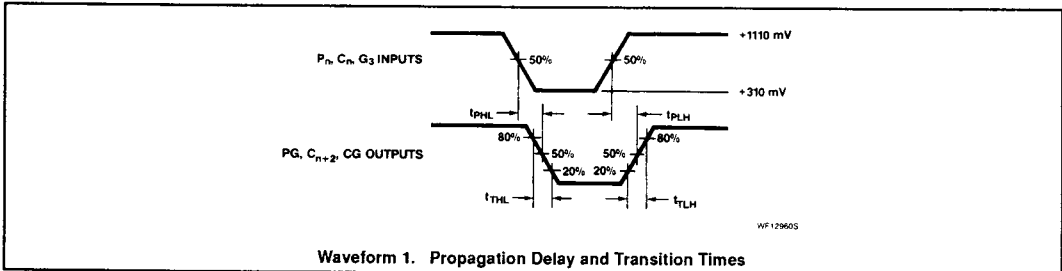 +1110 mV
Pn, Cn, G3 INPUTS
50%
50%
+310 mV
tPHL
tPLH
80%
80%
PG, Cn+2, CG OUTPUTS
50%
50%
20%
20%
tTHL
tTLH
WF12960S
Waveform 1. Propagation Delay and Transition Times